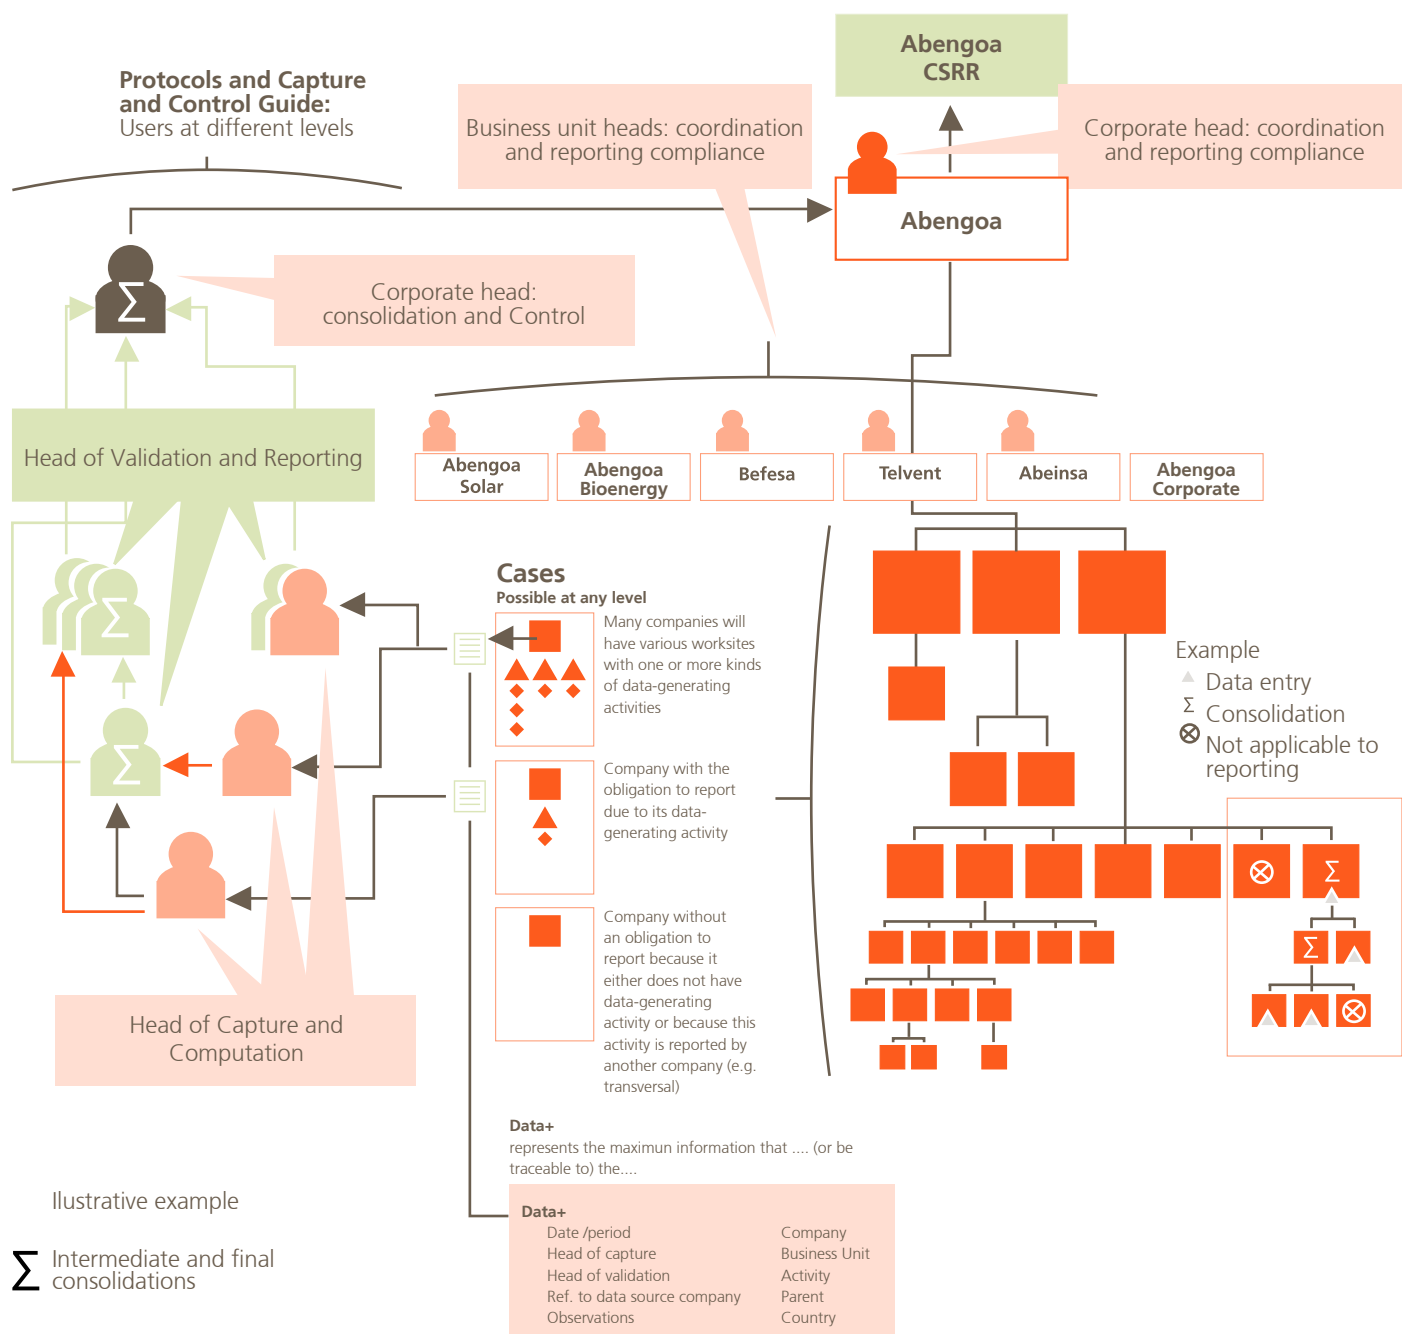 Abengoa
CSRR
Protocols and Capture
and Control Guide:
Users at different levels
Business unit heads: coordination
and reporting compliance
Corporate head: coordination
and reporting compliance
Abengoa
Σ
Corporate head:
consolidation and Control
Head of Validation and Reporting
Abengoa
Solar
Abengoa
Bioenergy
Befesa
Telvent
Abeinsa
Abengoa
Corporate
Cases
Possible at any level
Many companies will
have various worksites
with one or more kinds
of data-generating
activities
Σ
Σ
Company with the
obligation to report
due to its data-
generating activity
Company without
an obligation to
report because it
either does not have
data-generating
activity or because this
activity is reported by
another company (e.g.
transversal)
Example
Data entry
Σ Consolidation
Not applicable to
reporting
Σ
Σ
Head of Capture and
Computation
Data+
represents the maximun information that .... (or be
traceable to) the....
Data+
Date /period
Head of capture
Head of validation
Ref. to data source company
Observations
Company
Business Unit
Activity
Parent
Country
Ilustrative example
Σ Intermediate and final
consolidations